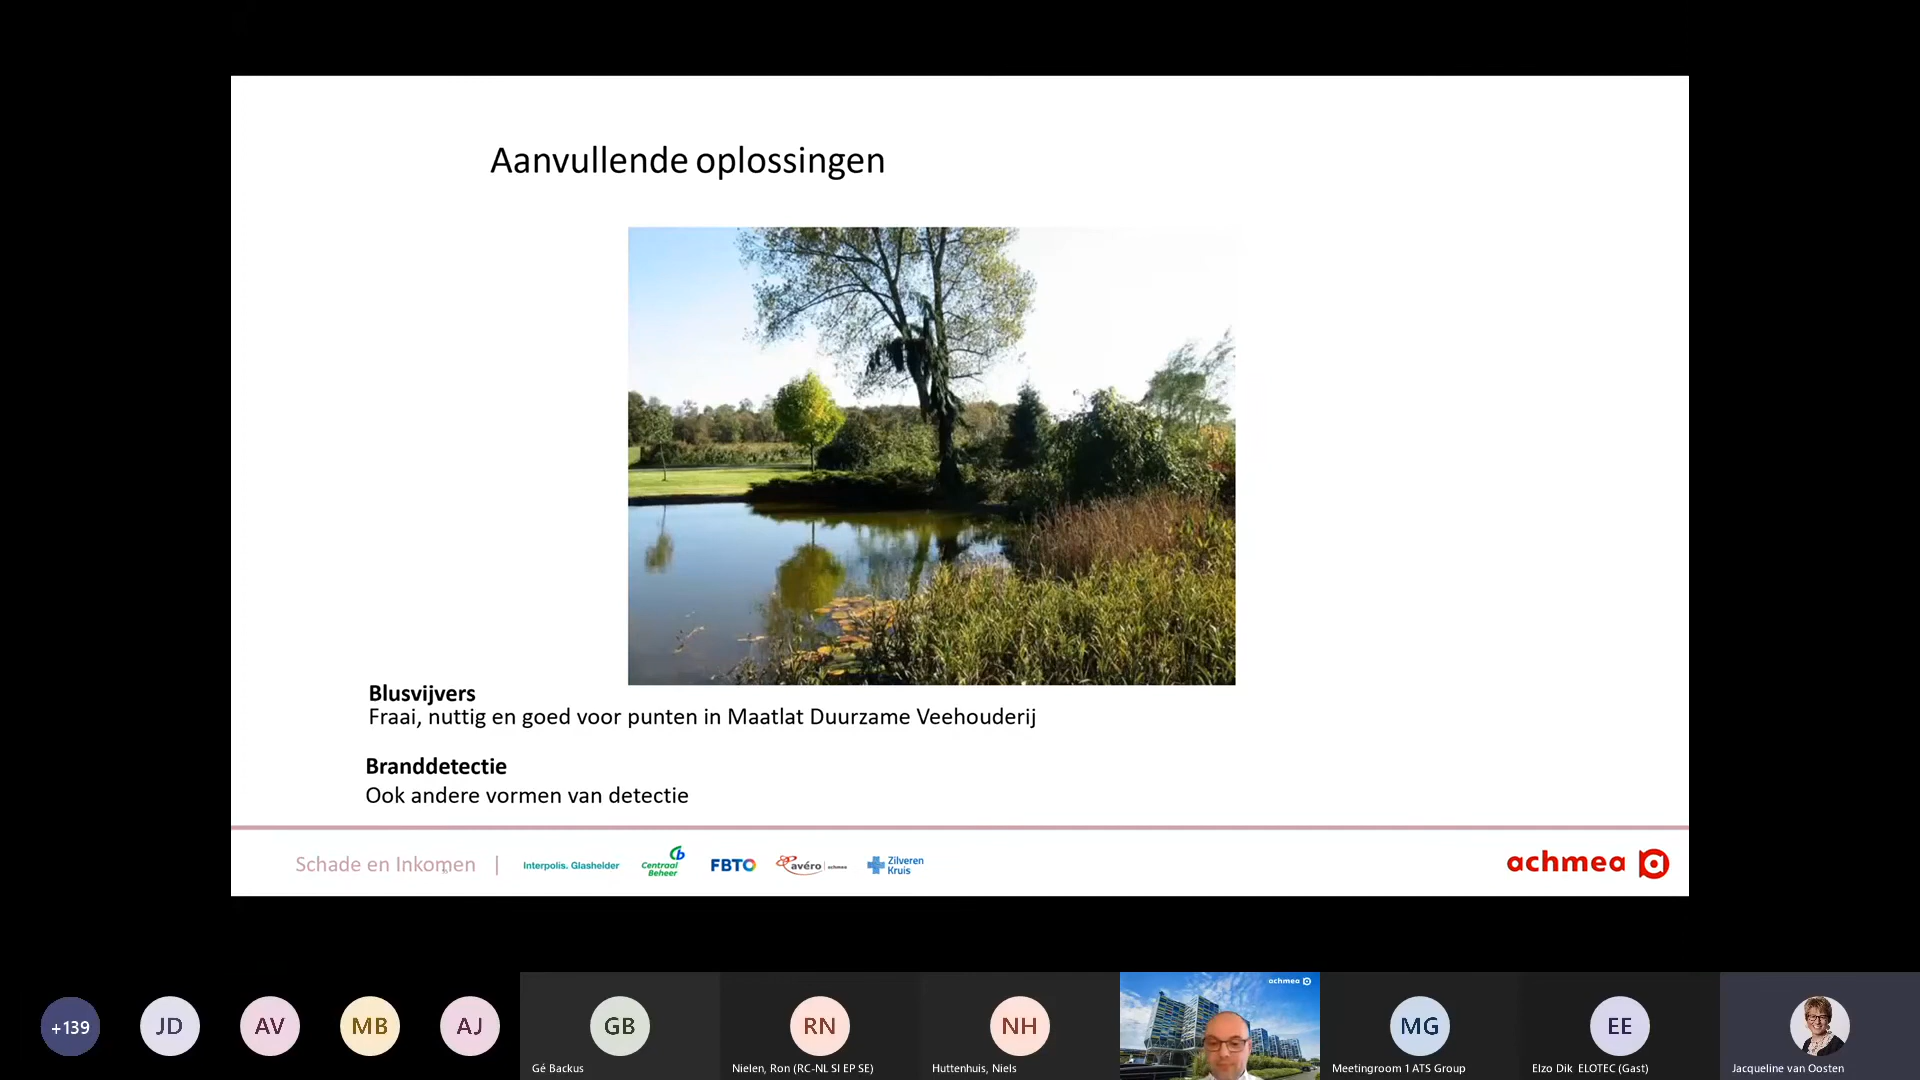 Aanvullende oplossingen
Blusvijvers
Fraai, nuttig en goed voor punten in Maatlat Duurzame Veehouderij
Branddetectie
Ook andere vormen van detectie
Schade en Inkomen |
Interpolis. Glashelder
Centraal
Beheer
FBTO
avéro achmea
Zilveren
Kruis
achmea
achmea
+139
JD
AV
MB
AJ
GB
RN
NH
MG
EE
Gé Backus
Nielen, Ron (RC-NL SI EP SE)
Huttenhuis, Niels
Meetingroom 1 ATS Group
Elzo Dik ELOTEC (Gast)
Jacqueline van Oosten